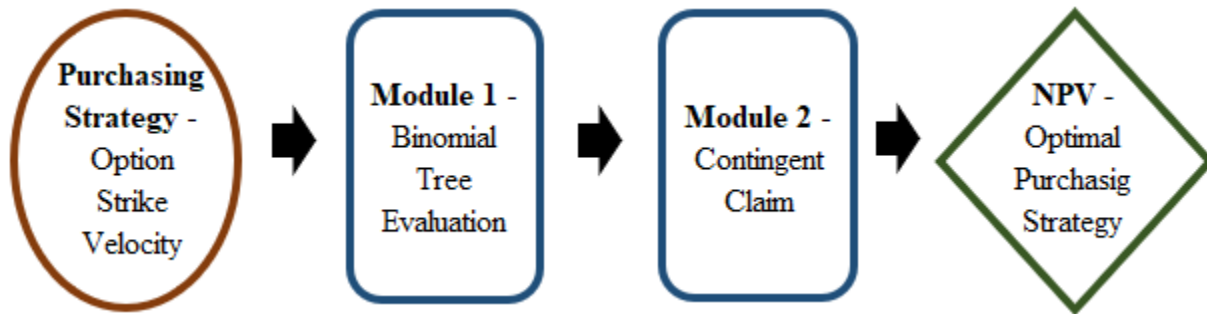 Purchasing
Strategy -
Option
Strike
Velocity
Module 1 -
Binomial
Tree
Evaluation
Module 2 -
Contingent
Claim
NPV -
Optimal
Purchasig
Strategy